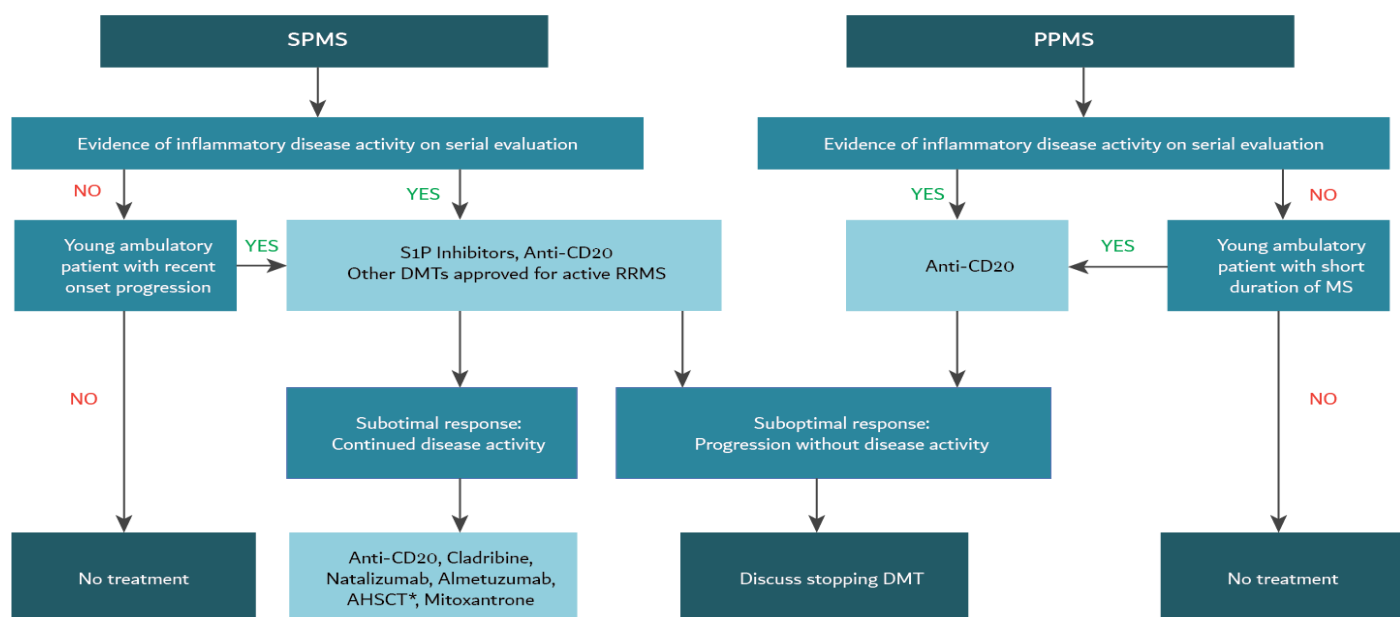 SPMS
PPMS
Evidence of inflammatory disease activity on serial evaluation
Evidence of inflammatory disease activity on serial evaluation
NO
YES
YES
NO
Young ambulatory
patient with recent
onset progression
YES
S1P Inhibitors, Anti-CD20
Other DMTs approved for active RRMS
Anti-CD20
YES
Young ambulatory
patient with short
duration of MS
NO
NO
Subotimal response:
Continued disease activity
Suboptimal response:
Progression without disease activity
No treatment
Anti-CD20, Cladribine,
Natalizumab, Almetuzumab,
AHSCT*, Mitoxantrone
Discuss stopping DMT
No treatment